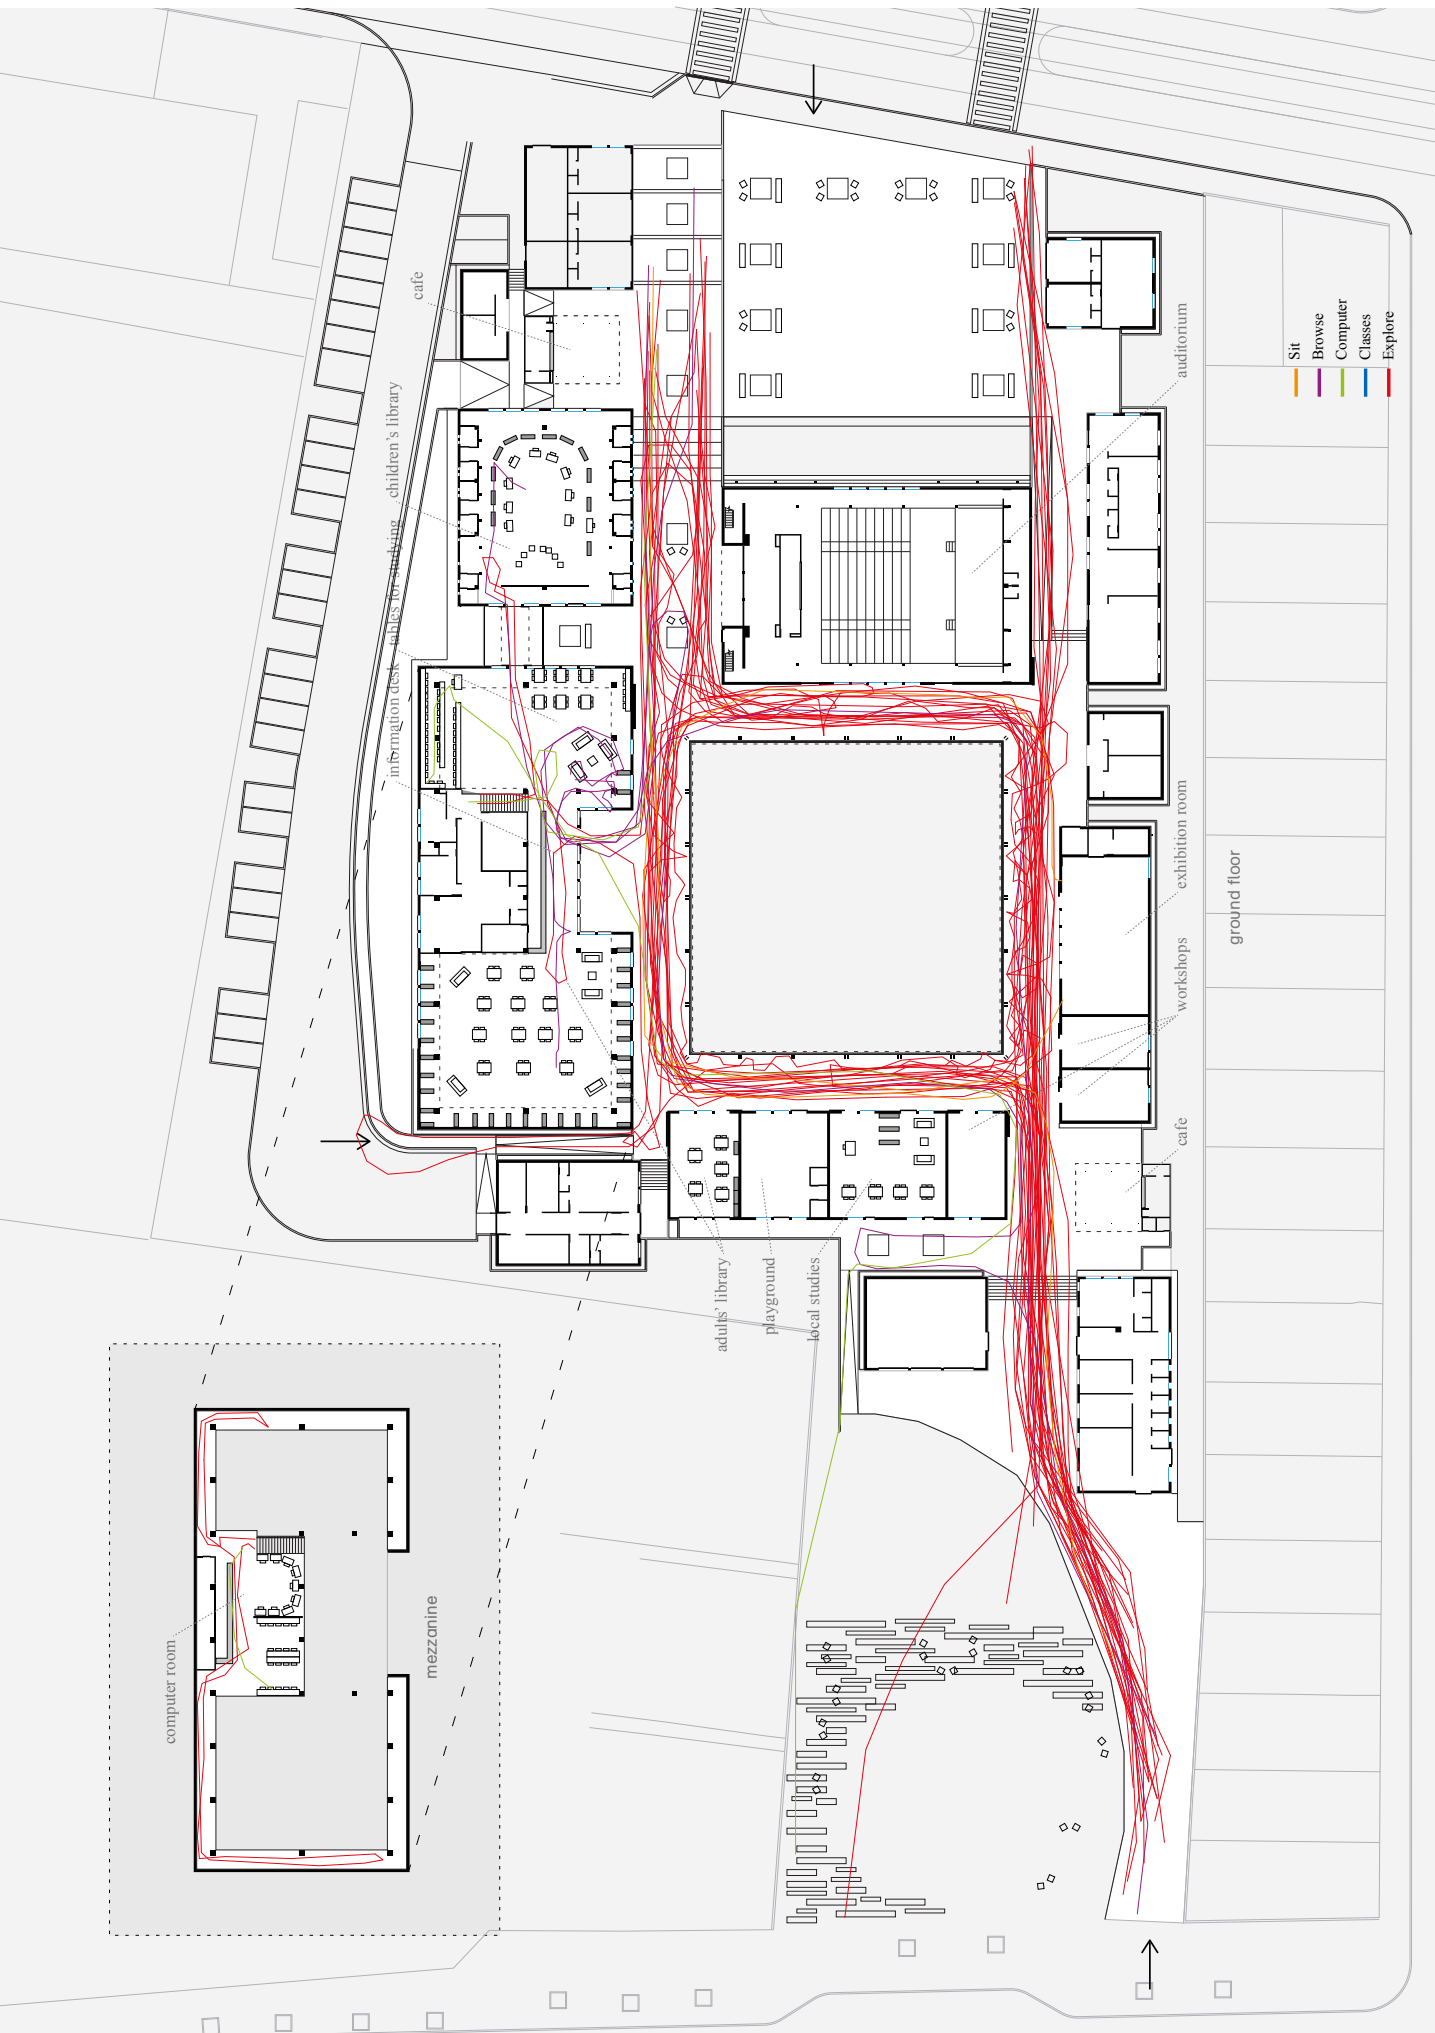 cafe
children's library
tables for studying
information desk
auditorium
Sit
Browse
Computer
Classes
Explore
exhibition room
ground floor
workshops
cafe
adults' library
playground
local studies
computer room
mezzanine